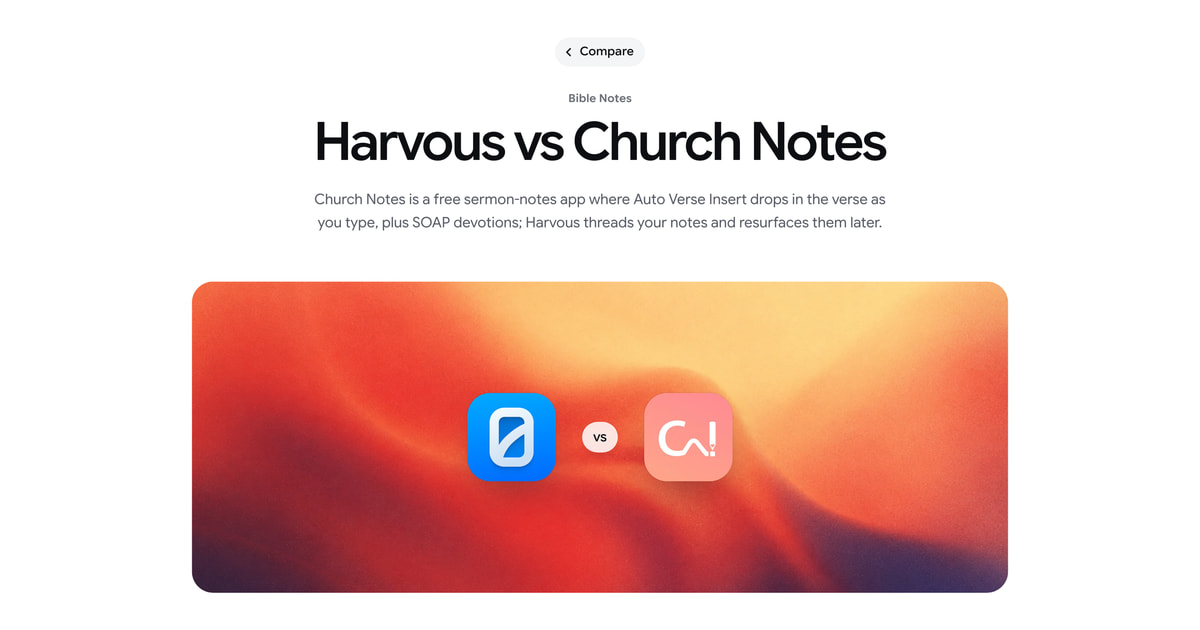 Compare
Bible Notes
Harvous vs Church Notes
Church Notes is a free sermon-notes app where Auto Verse Insert drops in the verse as
you type, plus SOAP devotions; Harvous threads your notes and resurfaces them later.
vs